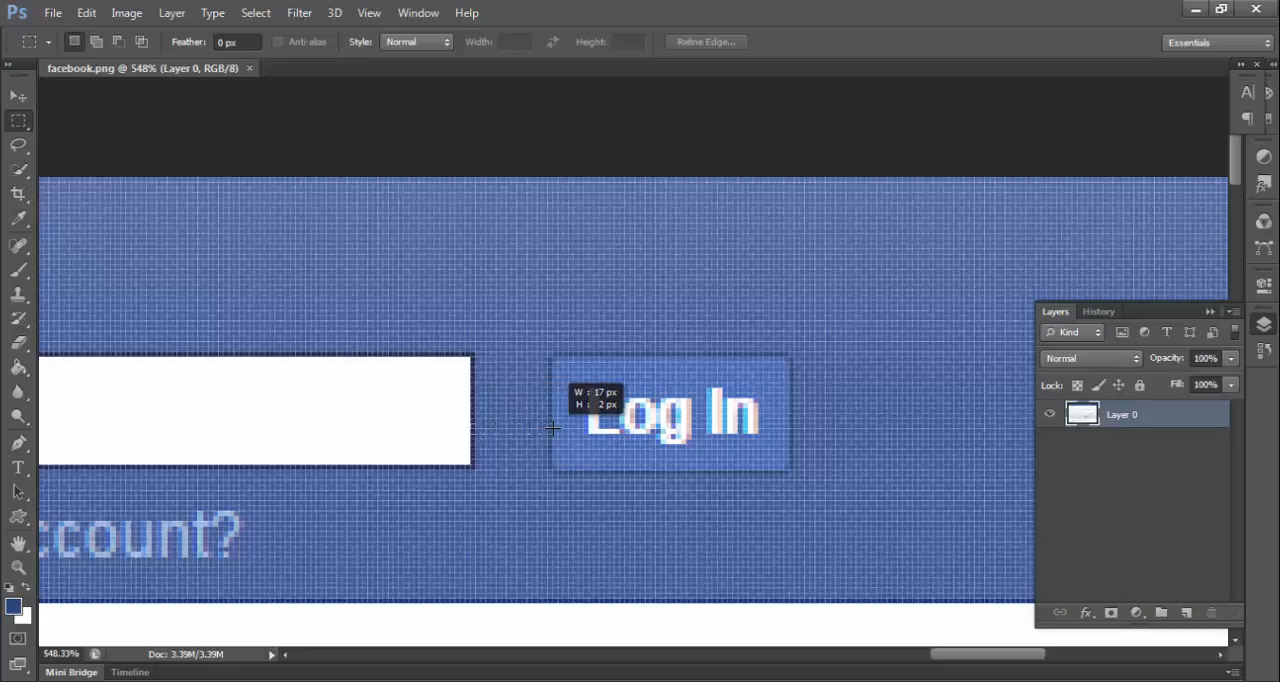 Ps File Edit Image Layer Type Select Filter 3D View Window Help
Feather: 0 px Anti-alias Style: Normal Width: Height: Refine Edge... Essentials
facebook.png @ 548% (Layer 0, RGB/8) ×
Layers History
Kind
Normal Opacity: 100%
Lock: Fill: 100%
Layer 0
W : 17 px
H : 2 px
Log In
ccount?
548.33% Doc: 3.39M/3.39M
Mini Bridge Timeline